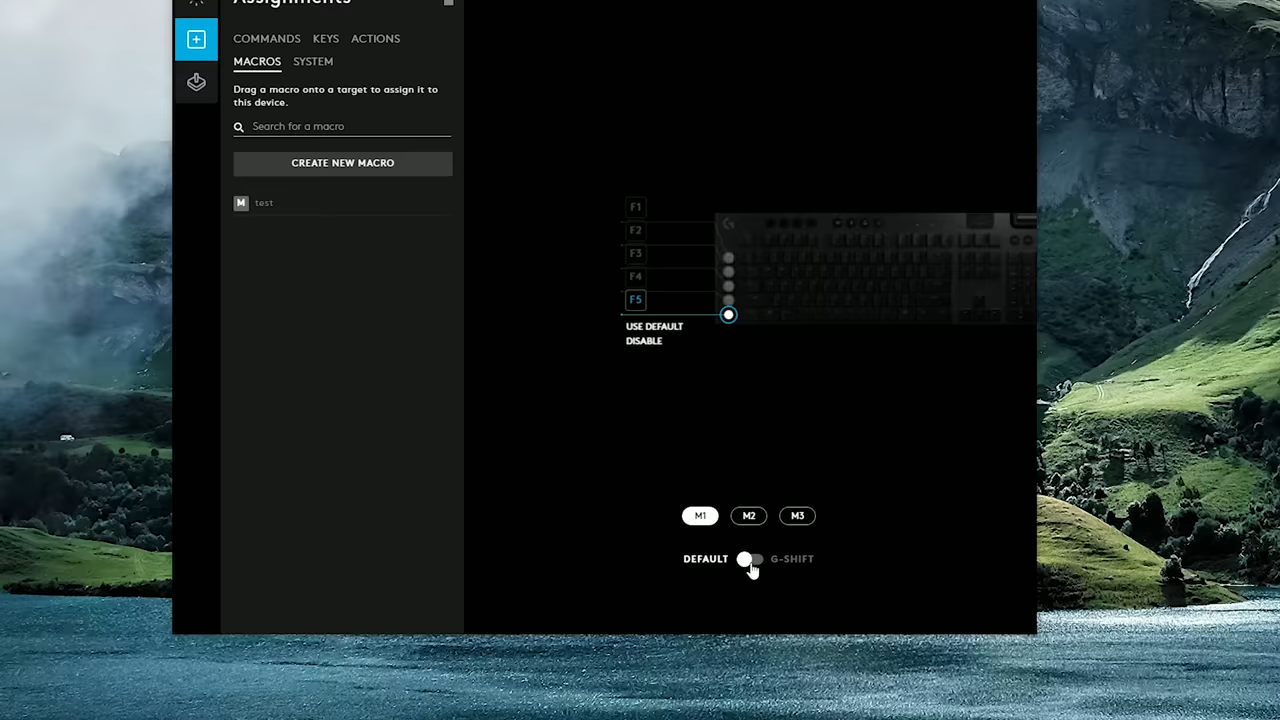 Assignments
COMMANDS KEYS ACTIONS
MACROS SYSTEM
Drag a macro onto a target to assign it to
this device.
Search for a macro
CREATE NEW MACRO
M test
F1
F2
F3
F4
F5
USE DEFAULT
DISABLE
M1 M2 M3
DEFAULT G-SHIFT